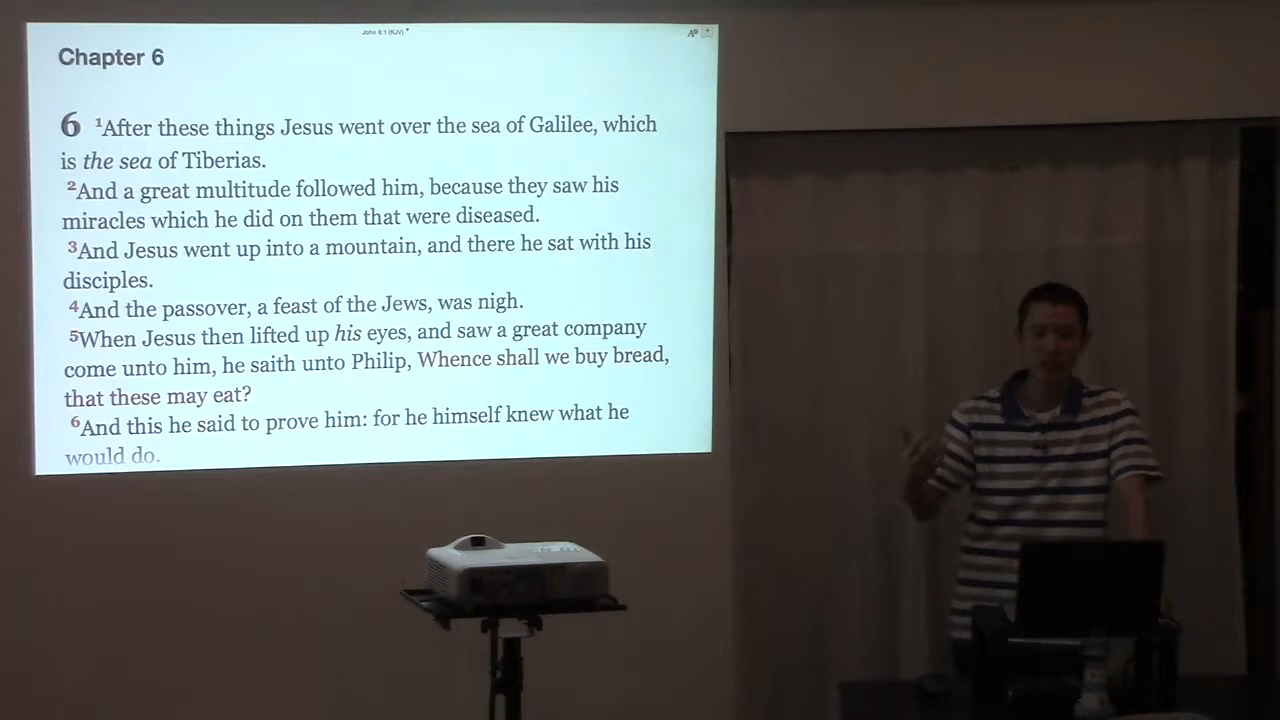 John 6:1 (KJV)
Chapter 6
6 1After these things Jesus went over the sea of Galilee, which
is the sea of Tiberias.
2And a great multitude followed him, because they saw his
miracles which he did on them that were diseased.
3And Jesus went up into a mountain, and there he sat with his
disciples.
4And the passover, a feast of the Jews, was nigh.
5When Jesus then lifted up his eyes, and saw a great company
come unto him, he saith unto Philip, Whence shall we buy bread,
that these may eat?
6And this he said to prove him: for he himself knew what he
would do.